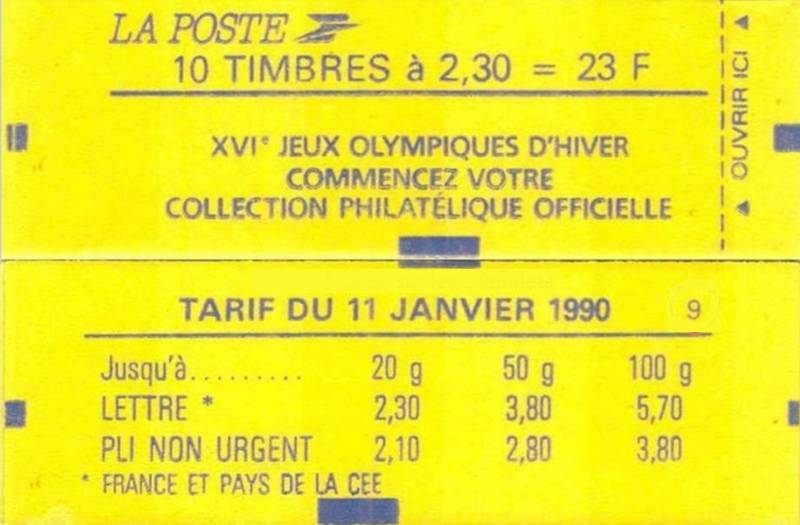 LA POSTE
10 TIMBRES à 2,30 = 23 F
XVIᵉ JEUX OLYMPIQUES D'HIVER
COMMENCEZ VOTRE
COLLECTION PHILATÉLIQUE OFFICIELLE
OUVRIR ICI
TARIF DU 11 JANVIER 1990 9
Jusqu'à.......... 20 g 50 g 100 g
LETTRE * 2,30 3,80 5,70
PLI NON URGENT 2,10 2,80 3,80
* FRANCE ET PAYS DE LA CEE